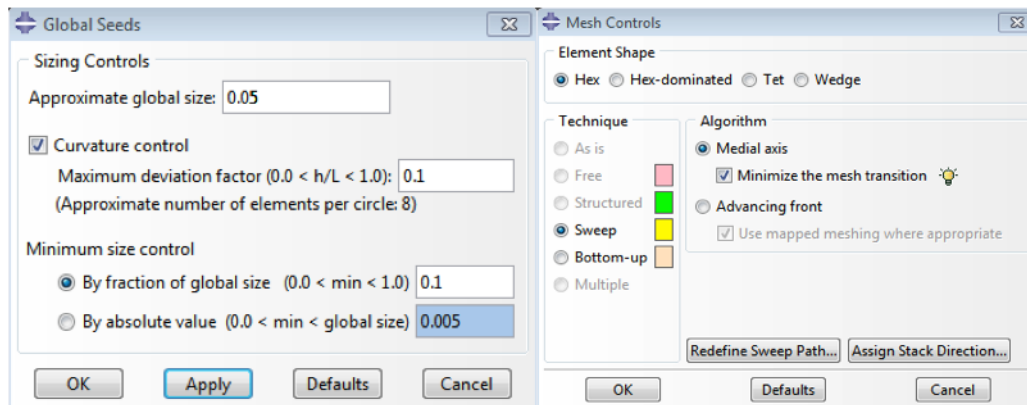 Global Seeds
Sizing Controls
Approximate global size: 0.05
Curvature control
Maximum deviation factor (0.0 < h/L < 1.0): 0.1
(Approximate number of elements per circle: 8)
Minimum size control
By fraction of global size (0.0 < min < 1.0) 0.1
By absolute value (0.0 < min < global size) 0.005
OK Apply Defaults Cancel
Mesh Controls
Element Shape
Hex Hex-dominated Tet Wedge
Technique
As is
Free
Structured
Sweep
Bottom-up
Multiple
Algorithm
Medial axis
Minimize the mesh transition
Advancing front
Use mapped meshing where appropriate
Redefine Sweep Path... Assign Stack Direction...
OK Defaults Cancel